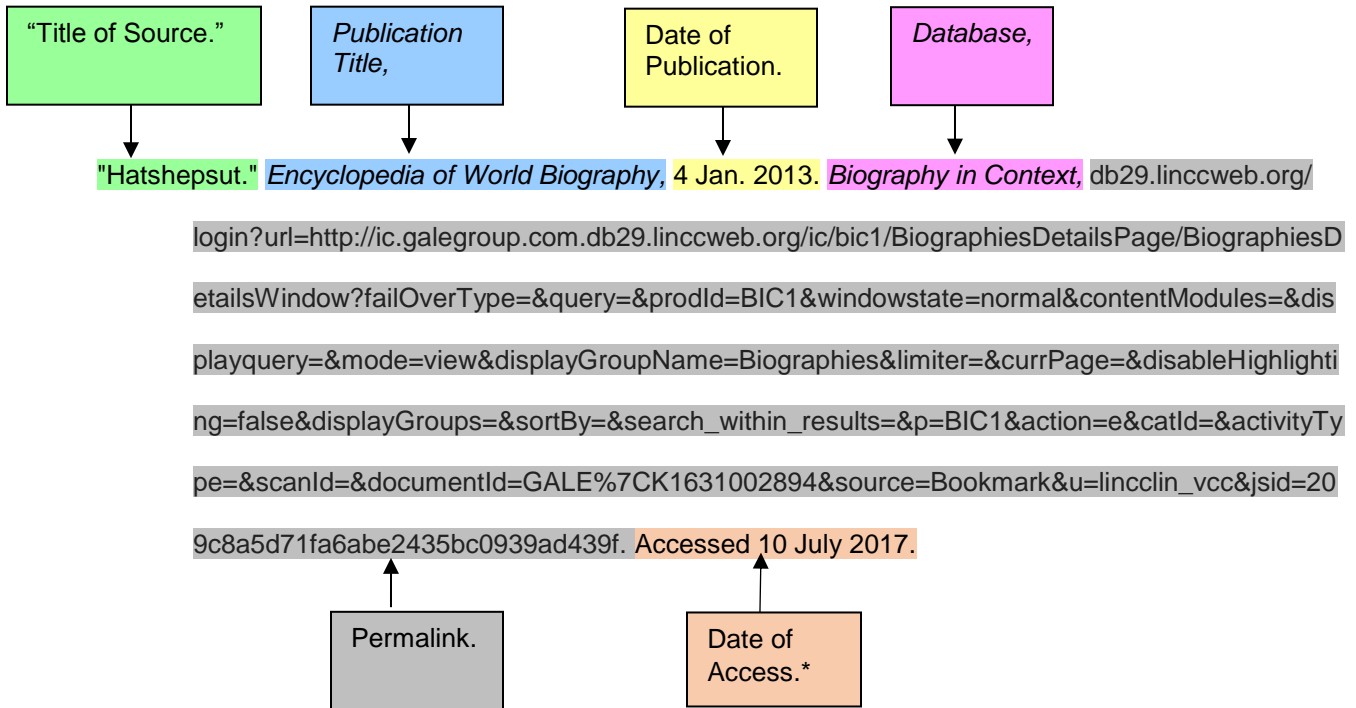 “Title of Source.”
Publication
Title,
Date of
Publication.
Database,
"Hatshepsut." Encyclopedia of World Biography, 4 Jan. 2013. Biography in Context, db29.linccweb.org/
login?url=http://ic.galegroup.com.db29.linccweb.org/ic/bic1/BiographiesDetailsPage/BiographiesD
etailsWindow?failOverType=&query=&prodId=BIC1&windowstate=normal&contentModules=&dis
playquery=&mode=view&displayGroupName=Biographies&limiter=&currPage=&disableHighlighti
ng=false&displayGroups=&sortBy=&search_within_results=&p=BIC1&action=e&catId=&activityTy
pe=&scanId=&documentId=GALE%7CK1631002894&source=Bookmark&u=lincclin_vcc&jsid=20
9c8a5d71fa6abe2435bc0939ad439f. Accessed 10 July 2017.
Permalink.
Date of
Access.*